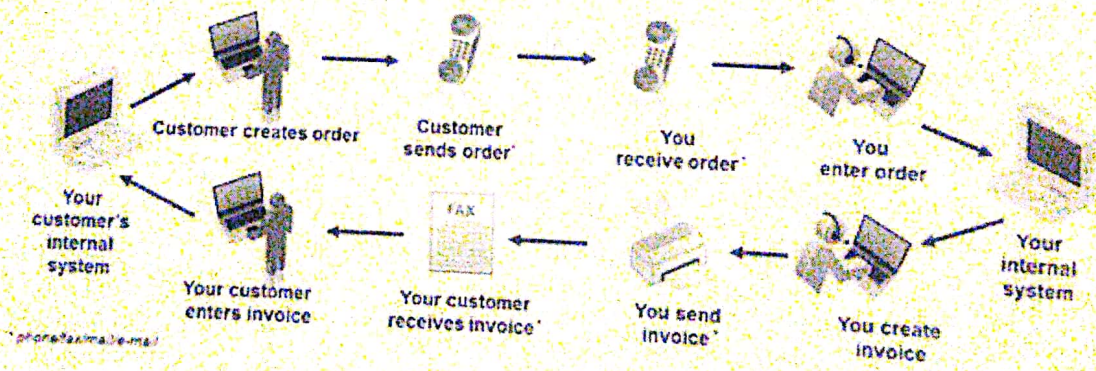 Customer creates order
Customer
sends order*
You
receive order*
You
enter order
Your
customer's
internal
system
FAX
Your
internal
system
Your customer
enters invoice
Your customer
receives invoice*
You send
invoice*
You create
invoice
* phone/fax/mail/e-mail